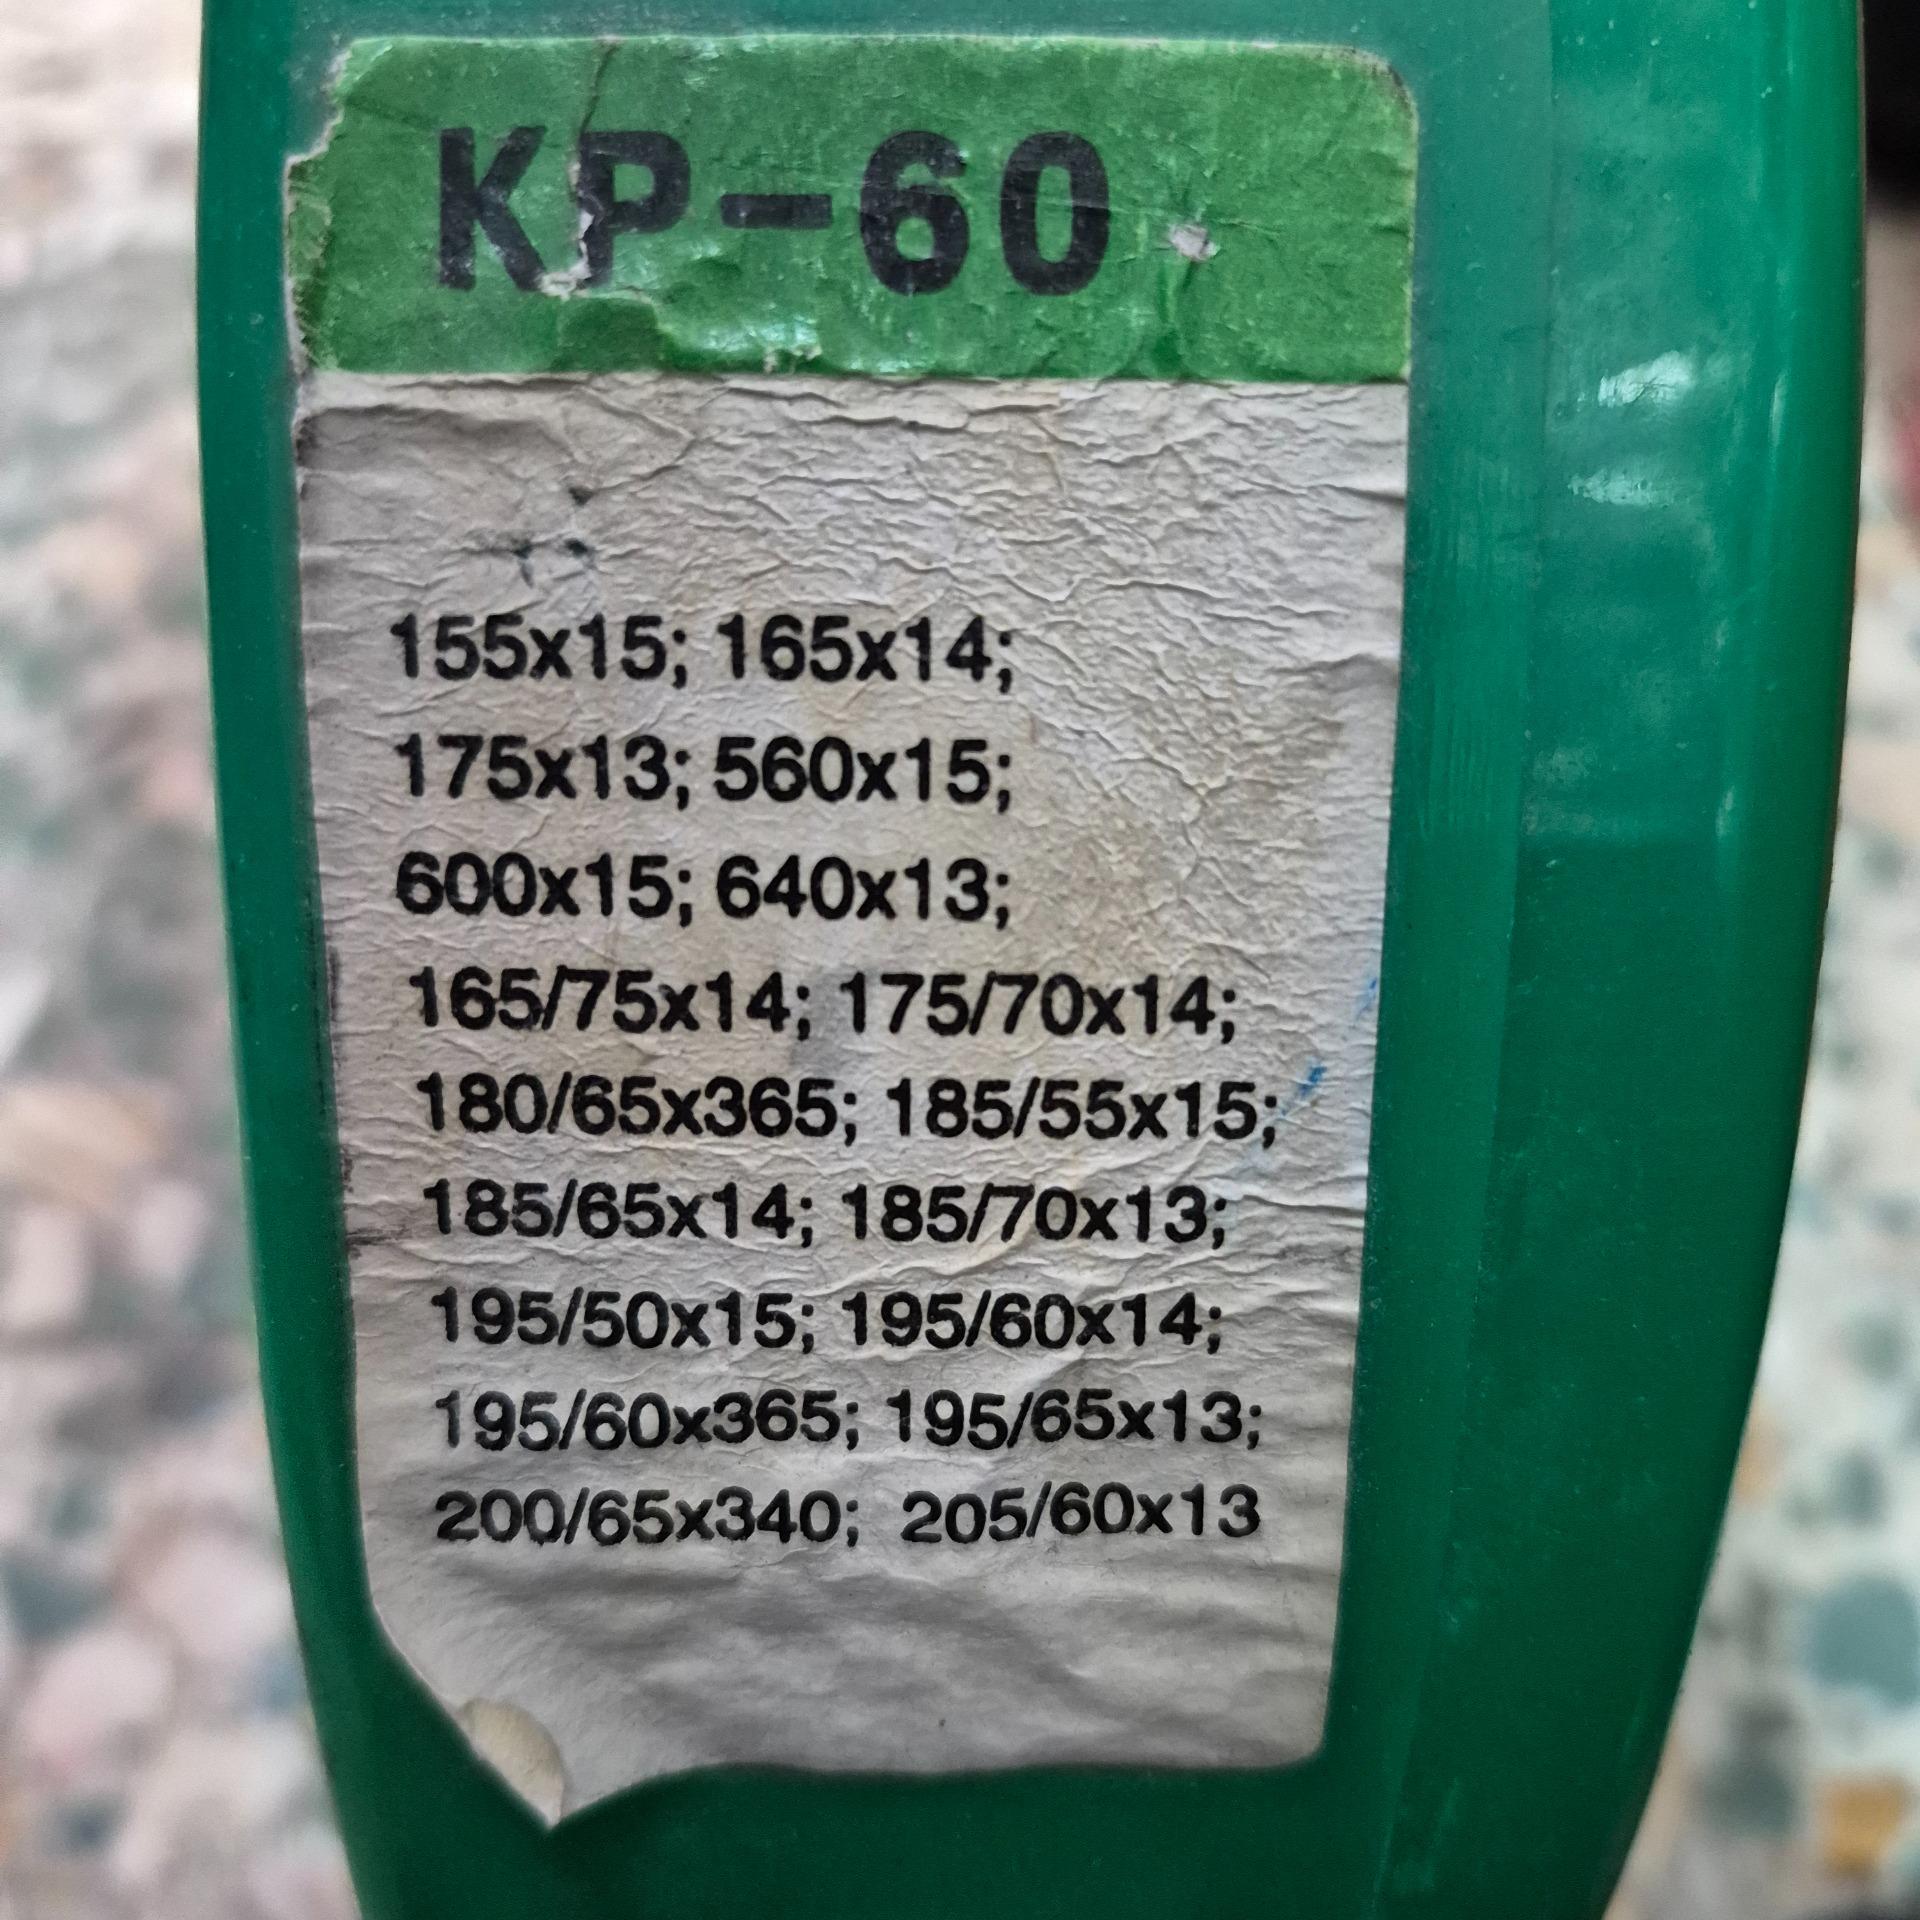 KP-60
155x15; 165x14;
175x13; 560x15;
600x15; 640x13;
165/75x14; 175/70x14;
180/65x365; 185/55x15;
185/65x14; 185/70x13;
195/50x15; 195/60x14;
195/60x365; 195/65x13;
200/65x340; 205/60x13